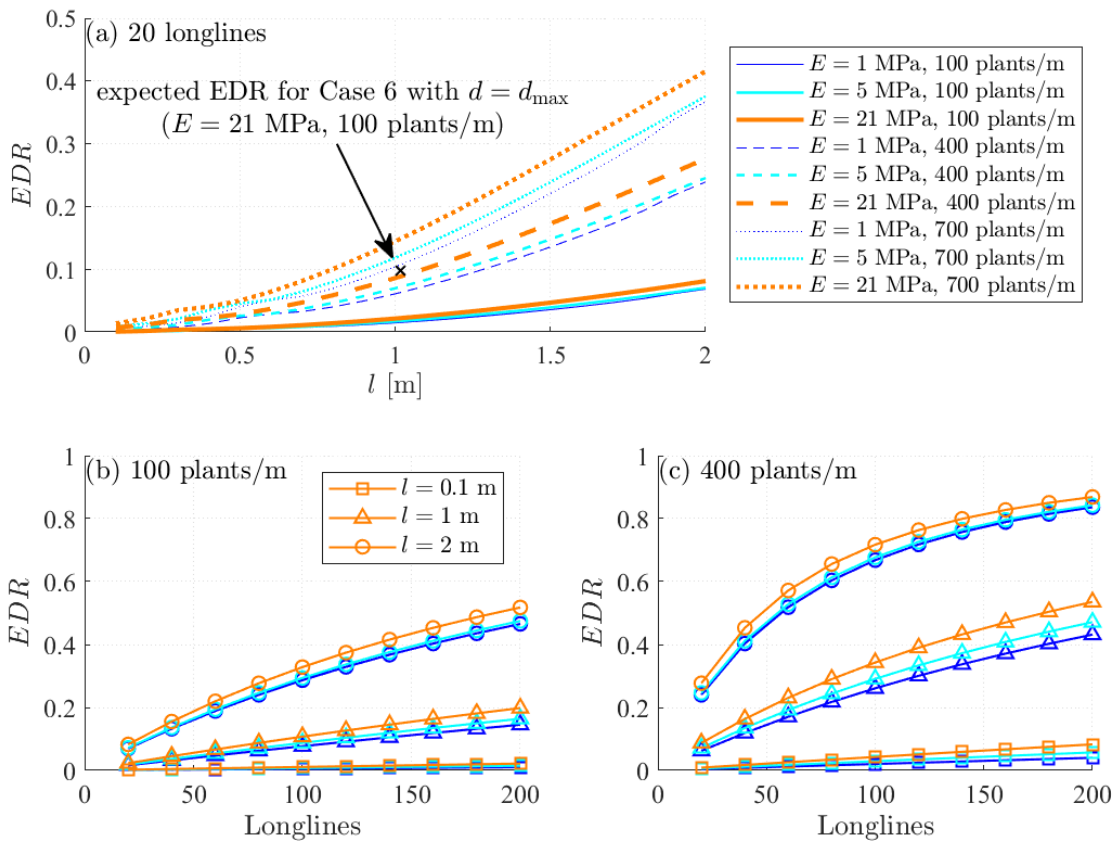 (a) 20 longlines
expected EDR for Case 6 with d = dmax
(E = 21 MPa, 100 plants/m)
0.5
0.4
0.3
0.2
0.1
0
EDR
0 0.5 1 1.5 2
l [m]
E = 1 MPa, 100 plants/m
E = 5 MPa, 100 plants/m
E = 21 MPa, 100 plants/m
E = 1 MPa, 400 plants/m
E = 5 MPa, 400 plants/m
E = 21 MPa, 400 plants/m
E = 1 MPa, 700 plants/m
E = 5 MPa, 700 plants/m
E = 21 MPa, 700 plants/m
(b) 100 plants/m
l = 0.1 m
l = 1 m
l = 2 m
1
0.8
0.6
0.4
0.2
0
EDR
0 50 100 150 200
Longlines
(c) 400 plants/m
1
0.8
0.6
0.4
0.2
0
EDR
0 50 100 150 200
Longlines